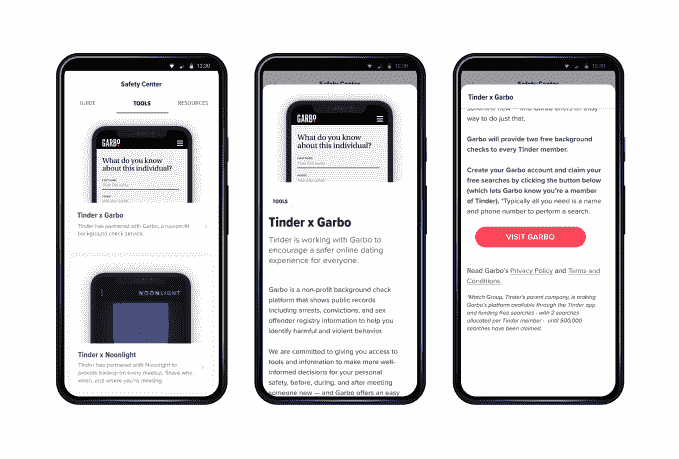 12:30
Safety Center
GUIDE
TOOLS
RESOURCES
GARBO
What do you know
about this individual?
Tinder x Garbo
Tinder has partnered with Garbo, a non-profit
background check service.
NOONLIGHT
Tinder x Noonlight
Tinder has partnered with Noonlight to
provide backup on every meetup. Share who,
when, and where you're meeting.
12:30
Safety Center
GARBO
What do you know
about this individual?
TOOLS
Tinder x Garbo
Tinder is working with Garbo to
encourage a safer online dating
experience for everyone.
Garbo is a non-profit background check
platform that shows public records
including arrests, convictions, and sex
offender registry information to help you
identify harmful and violent behavior.
We are committed to giving you access to
tools and information to make more well-
informed decisions for your personal
safety, before, during, and after meeting
someone new — and Garbo offers an easy
12:30
Safety Center
Tinder x Garbo
someone new — and Garbo offers an easy
way to do just that.
Garbo will provide two free background
checks to every Tinder member.
Create your Garbo account and claim your
free searches by clicking the button below
(which lets Garbo know you're a member
of Tinder). *Typically all you need is a name
and phone number to perform a search.
VISIT GARBO
Read Garbo's Privacy Policy and Terms and
Conditions.
*Match Group, Tinder's parent company, is making
Garbo's platform available through the Tinder app
and funding free searches - with 2 searches
allocated per Tinder member - until 500,000
searches have been claimed.